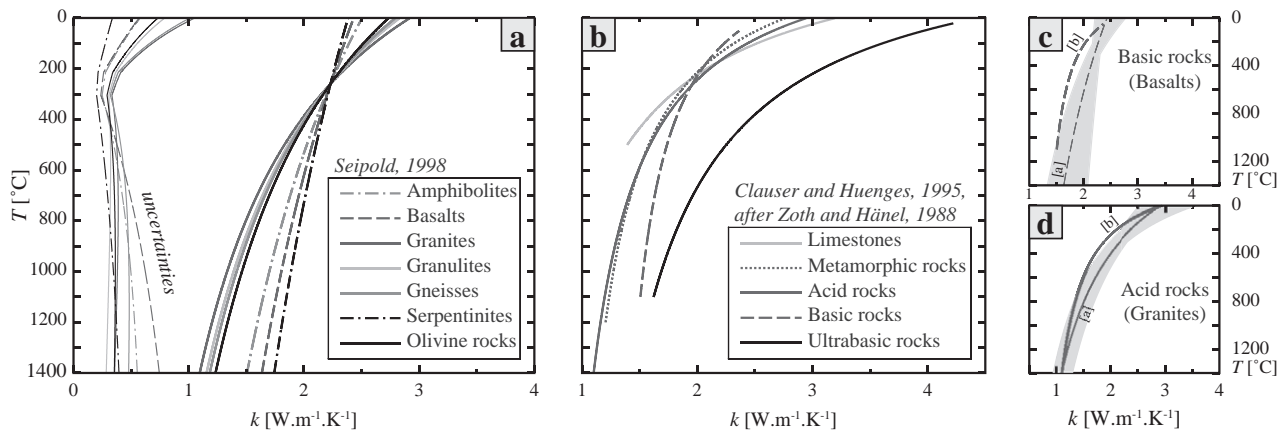 a
0
200
400
600
800
1000
1200
1400
T [˚C]
uncertainties
Seipold, 1998
Amphibolites
Basalts
Granites
Granulites
Gneisses
Serpentinites
Olivine rocks
0 1 2 3 4
k [W.m⁻¹.K⁻¹]
b
Clauser and Huenges, 1995,
after Zoth and Hänel, 1988
Limestones
Metamorphic rocks
Acid rocks
Basic rocks
Ultrabasic rocks
1 2 3 4
k [W.m⁻¹.K⁻¹]
c
[b]
Basic rocks
(Basalts)
[a]
0
400
800
1200
T [˚C]
1 2 3 4
d
[b]
Acid rocks
(Granites)
[a]
0
400
800
1200
T [˚C]
1 2 3 4
k [W.m⁻¹.K⁻¹]